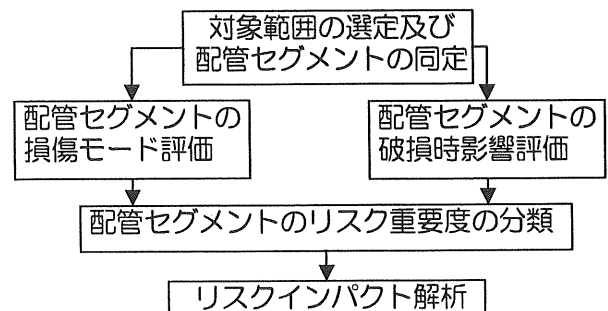 対象範囲の選定及び
配管セグメントの同定
配管セグメントの
損傷モード評価
配管セグメントの
破損時影響評価
配管セグメントのリスク重要度の分類
リスクインパクト解析